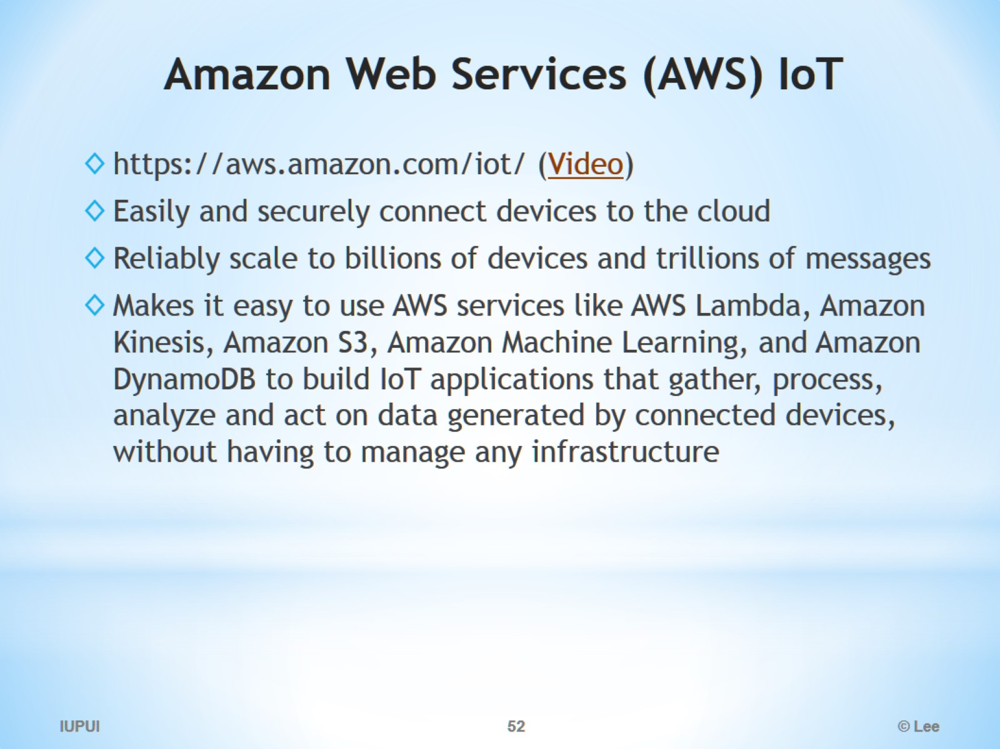 Amazon Web Services (AWS) IoT
◇ https://aws.amazon.com/iot/ (Video)
◇ Easily and securely connect devices to the cloud
◇ Reliably scale to billions of devices and trillions of messages
◇ Makes it easy to use AWS services like AWS Lambda, Amazon
Kinesis, Amazon S3, Amazon Machine Learning, and Amazon
DynamoDB to build IoT applications that gather, process,
analyze and act on data generated by connected devices,
without having to manage any infrastructure
IUPUI 52 © Lee